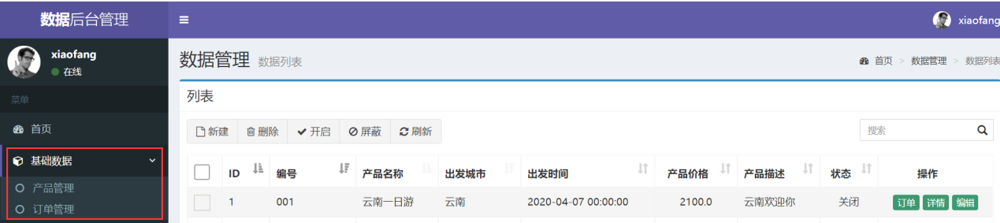 数据后台管理
xiaofang
xiaofang
在线
数据管理 数据列表
首页 > 数据管理 > 数据列表
菜单
列表
首页
新建 删除 开启 屏蔽 刷新
搜索
基础数据
ID 编号 产品名称 出发城市 出发时间 产品价格 产品描述 状态 操作
产品管理
1 001 云南一日游 云南 2020-04-07 00:00:00 2100.0 云南欢迎你 关闭 订单 详情 编辑
订单管理